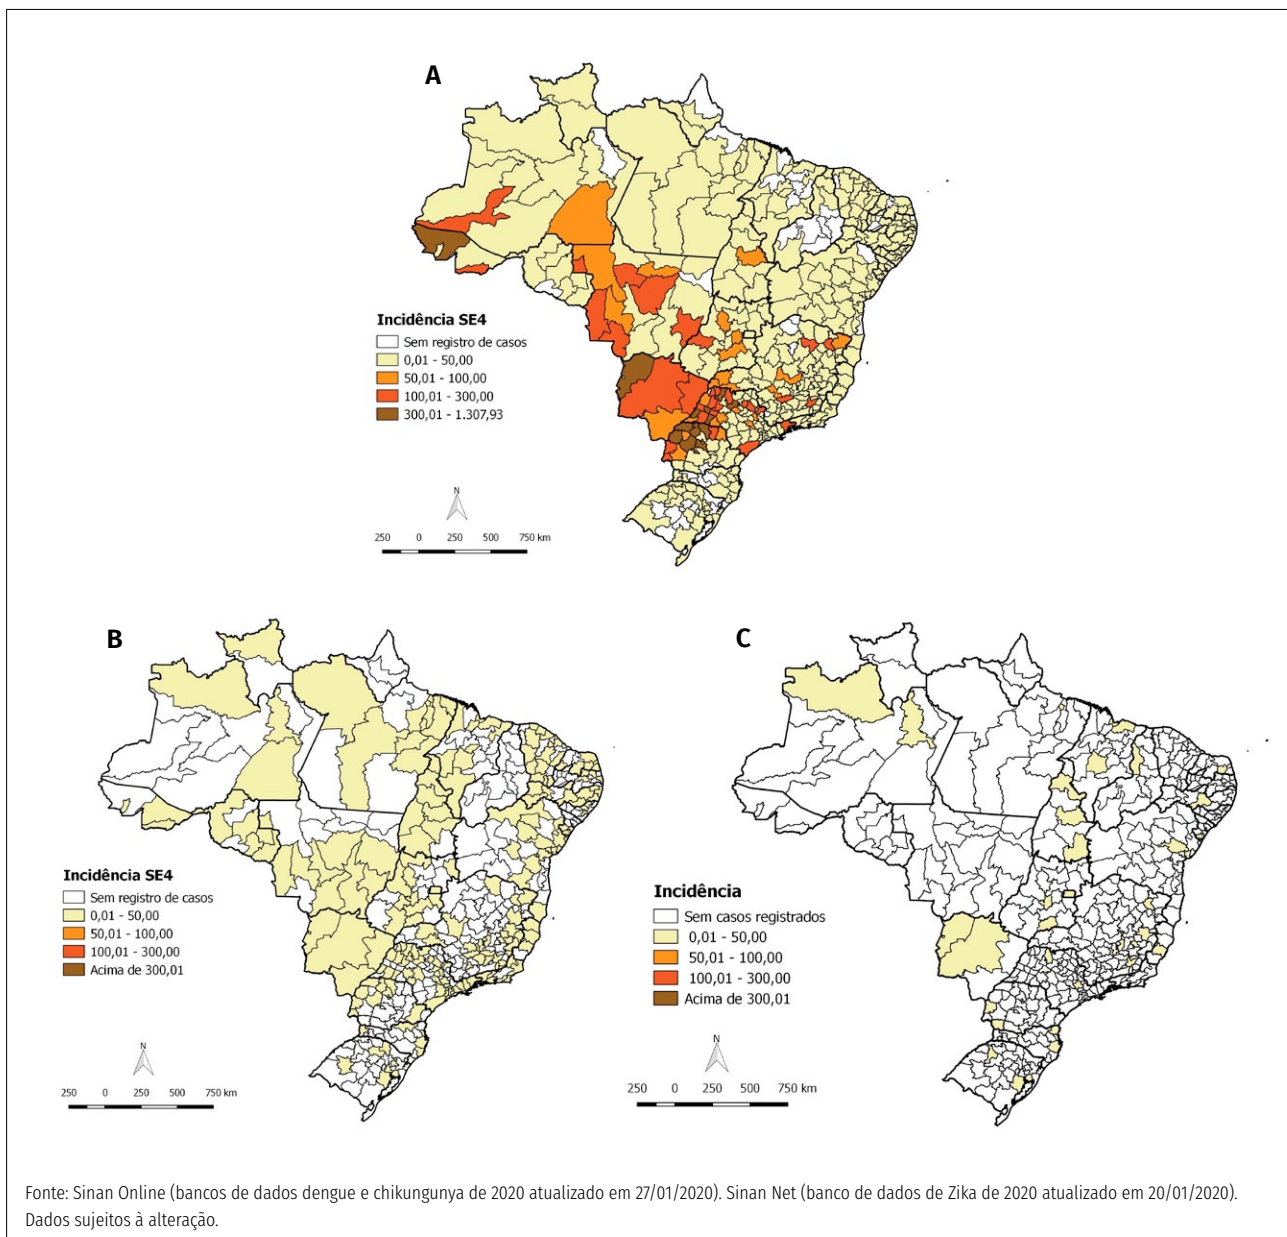 A
Incidência SE4
Sem registro de casos
0,01 - 50,00
50,01 - 100,00
100,01 - 300,00
300,01 - 1.307,93
N
250 0 250 500 750 km
B
Incidência SE4
Sem registro de casos
0,01 - 50,00
50,01 - 100,00
100,01 - 300,00
Acima de 300,01
N
250 0 250 500 750 km
C
Incidência
Sem casos registrados
0,01 - 50,00
50,01 - 100,00
100,01 - 300,00
Acima de 300,01
N
250 0 250 500 750 km
Fonte: Sinan Online (bancos de dados dengue e chikungunya de 2020 atualizado em 27/01/2020). Sinan Net (banco de dados de Zika de 2020 atualizado em 20/01/2020).
Dados sujeitos à alteração.